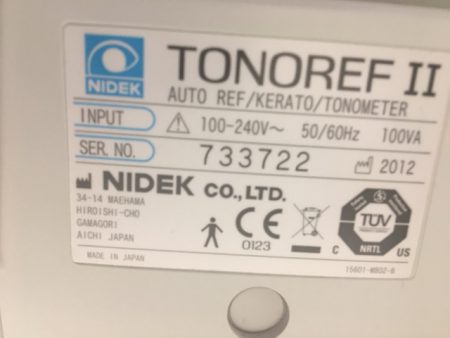 NIDEK
TONOREF II
AUTO REF/KERATO/TONOMETER
INPUT 100-240V~ 50/60Hz 100VA
SER. NO. 733722 2012
NIDEK CO., LTD.
34-14 MAEHAMA
HIROISHI-CHO
GAMAGORI
AICHI JAPAN
MADE IN JAPAN
CE
0123
TÜV
C NRTL US
15601-M802-6